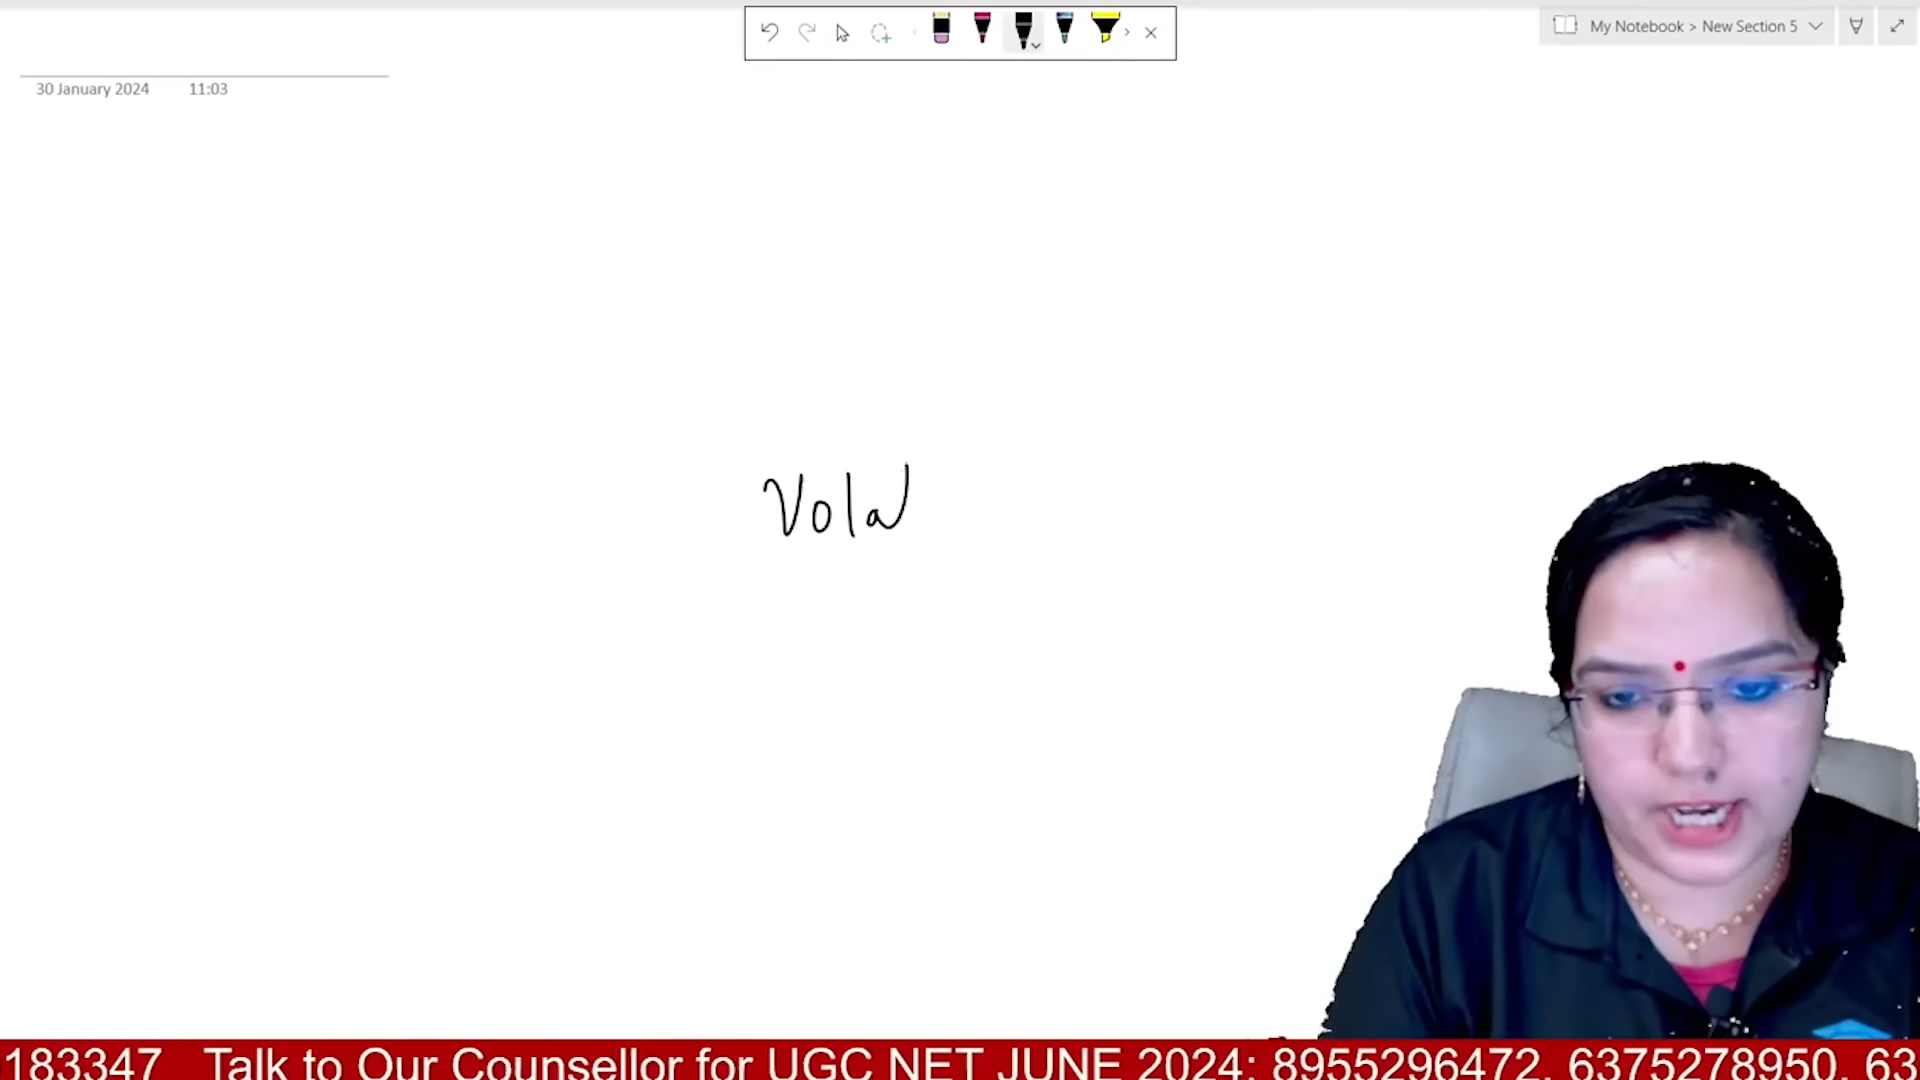 My Notebook > New Section 5
30 January 2024 11:03
Vola
183347 Talk to Our Counsellor for UGC NET JUNE 2024: 8955296472, 6375278950, 63